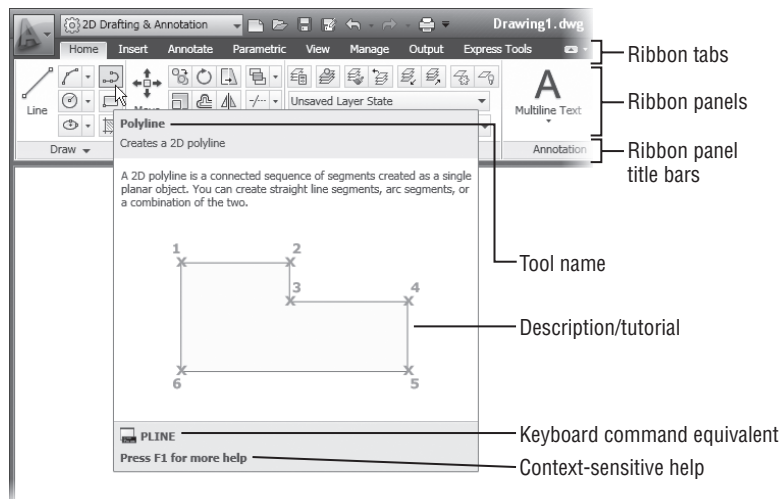 2D Drafting & Annotation
Drawing1.dwg
Home Insert Annotate Parametric View Manage Output Express Tools
Ribbon tabs
Line
Move
Unsaved Layer State
A
Multiline Text
Ribbon panels
Draw
Annotation
Ribbon panel
title bars
Polyline
Creates a 2D polyline
A 2D polyline is a connected sequence of segments created as a single
planar object. You can create straight line segments, arc segments, or
a combination of the two.
1 2
3 4
6 5
Tool name
Description/tutorial
PLINE
Keyboard command equivalent
Press F1 for more help
Context-sensitive help